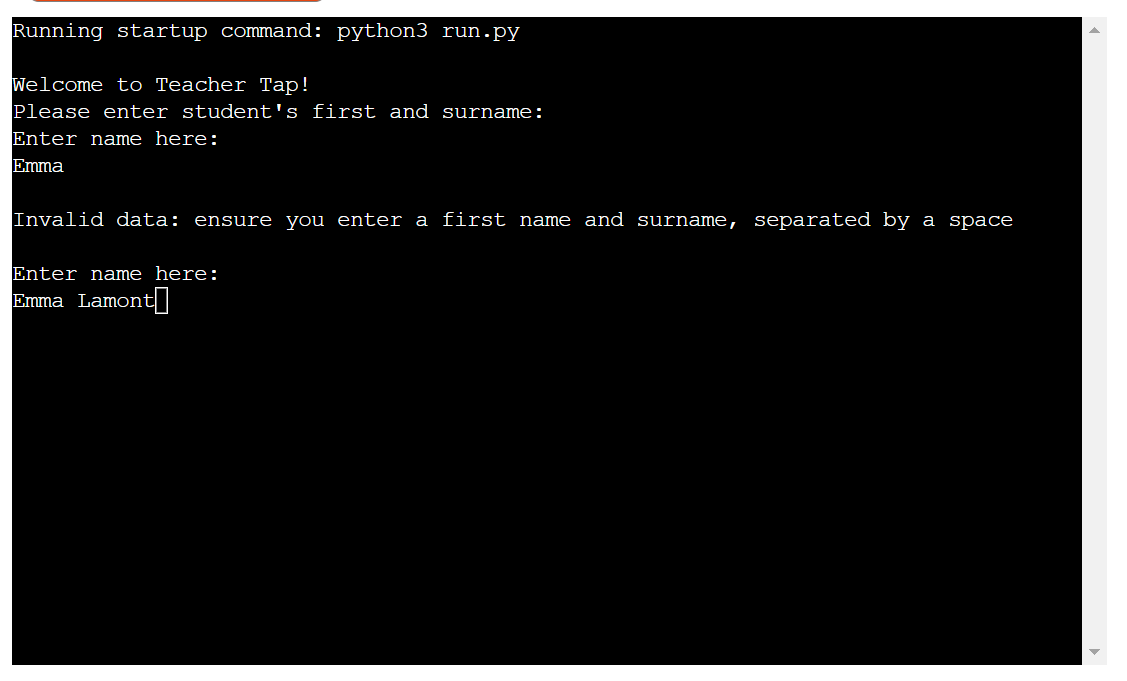 Running startup command: python3 run.py
Welcome to Teacher Tap!
Please enter student's first and surname:
Enter name here:
Emma
Invalid data: ensure you enter a first name and surname, separated by a space
Enter name here:
Emma Lamont